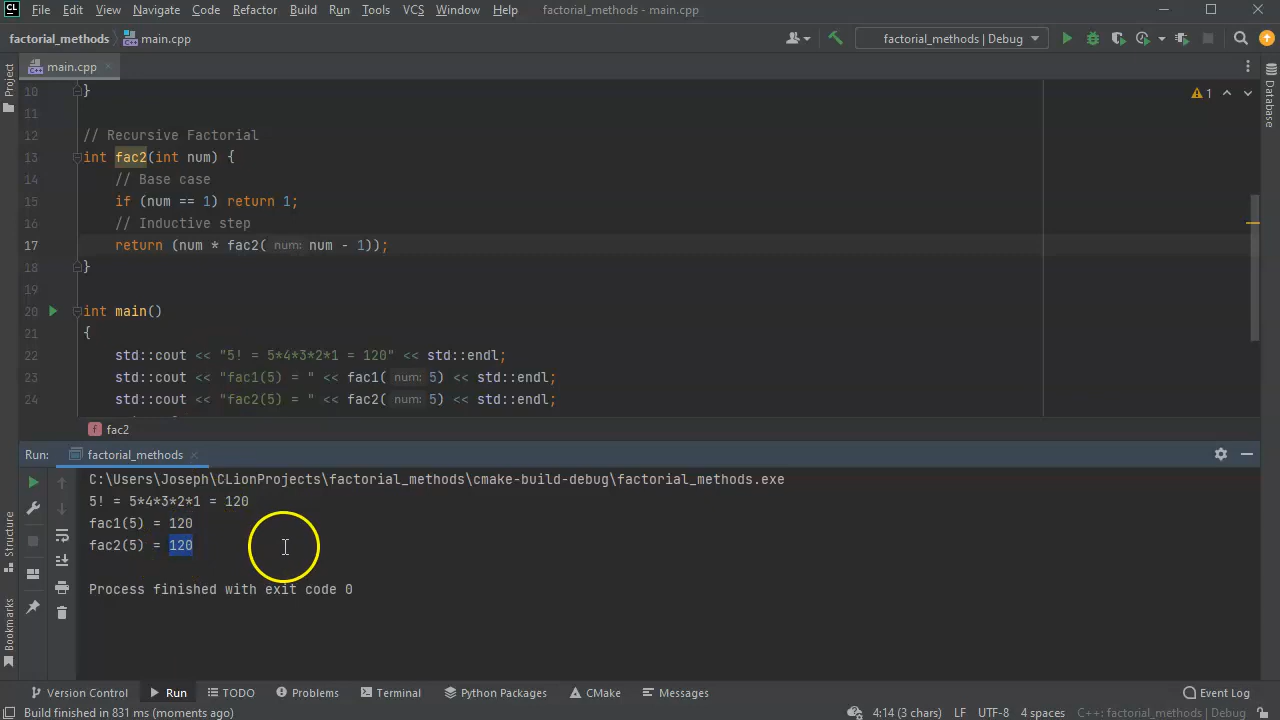 CL File Edit View Navigate Code Refactor Build Run Tools VCS Window Help factorial_methods - main.cpp
factorial_methods main.cpp factorial_methods | Debug
Project
main.cpp
Database
10 }
1
11
12 // Recursive Factorial
13 int fac2(int num) {
14 // Base case
15 if (num == 1) return 1;
16 // Inductive step
17 return (num * fac2( num: num - 1));
18 }
19
20 int main()
21 {
22 std::cout << "5! = 5*4*3*2*1 = 120" << std::endl;
23 std::cout << "fac1(5) = " << fac1( num: 5) << std::endl;
24 std::cout << "fac2(5) = " << fac2( num: 5) << std::endl;
f fac2
Run: factorial_methods
C:\Users\Joseph\CLionProjects\factorial_methods\cmake-build-debug\factorial_methods.exe
5! = 5*4*3*2*1 = 120
fac1(5) = 120
fac2(5) = 120
Process finished with exit code 0
Structure
Bookmarks
Version Control Run TODO Problems Terminal Python Packages CMake Messages Event Log
Build finished in 831 ms (moments ago) 4:14 (3 chars) LF UTF-8 4 spaces C++: factorial_methods | Debug